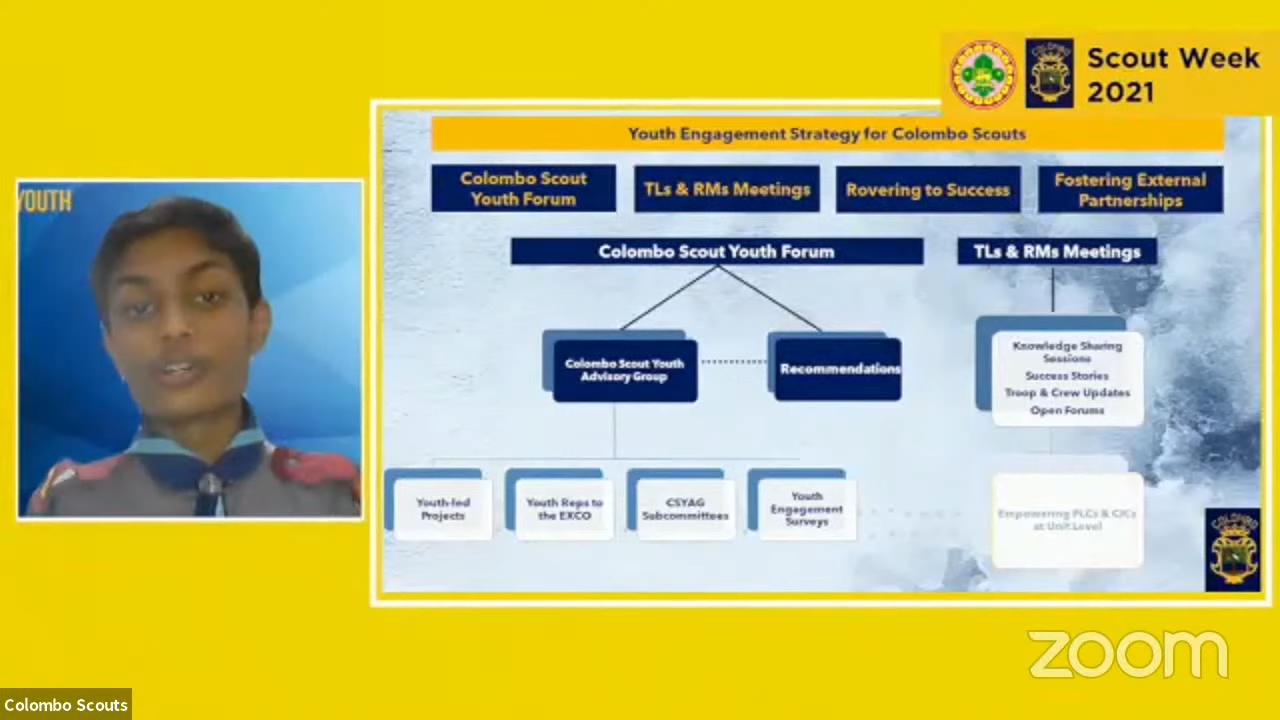 COLOMBO
Scout Week
2021
Youth Engagement Strategy for Colombo Scouts
Colombo Scout
Youth Forum
TLs & RMs Meetings
Rovering to Success
Fostering External
Partnerships
YOUTH
Colombo Scout Youth Forum
TLs & RMs Meetings
Colombo Scout Youth
Advisory Group
Recommendations
Knowledge Sharing
Sessions
Success Stories
Troop & Crew Updates
Open Forums
Youth-led
Projects
Youth Reps to
the EXCO
CSYAG
Subcommittees
Youth
Engagement
Surveys
Empowering PLCs & CICs
at Unit Level
COLOMBO
zoom
Colombo Scouts